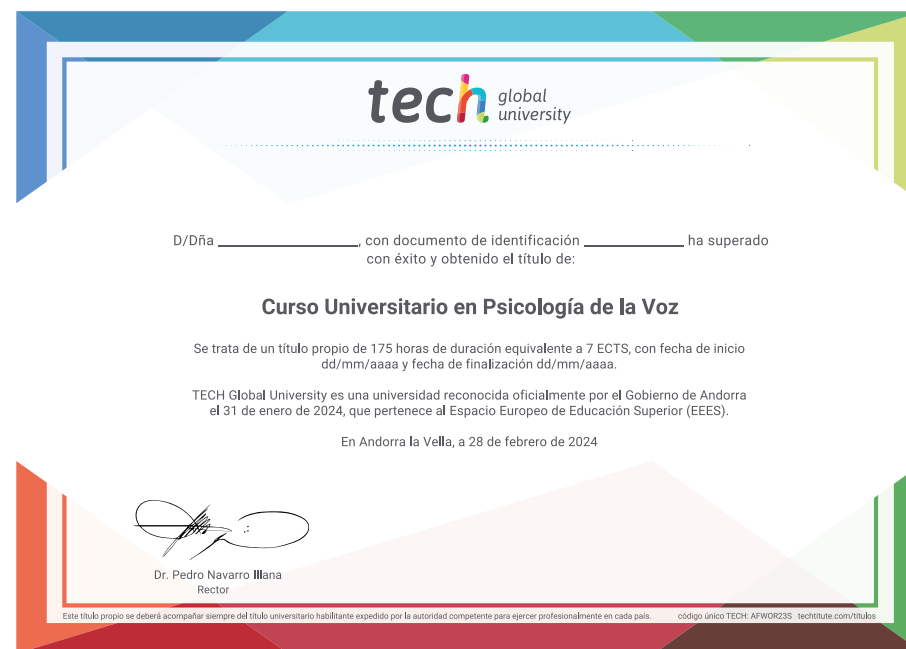 tech global university
D/Dña ____________________, con documento de identificación ______________ ha superado
con éxito y obtenido el título de:
Curso Universitario en Psicología de la Voz
Se trata de un título propio de 175 horas de duración equivalente a 7 ECTS, con fecha de inicio
dd/mm/aaaa y fecha de finalización dd/mm/aaaa.
TECH Global University es una universidad reconocida oficialmente por el Gobierno de Andorra
el 31 de enero de 2024, que pertenece al Espacio Europeo de Educación Superior (EEES).
En Andorra la Vella, a 28 de febrero de 2024
Dr. Pedro Navarro Illana
Rector
Este título propio se deberá acompañar siempre del título universitario habilitante expedido por la autoridad competente para ejercer profesionalmente en cada país. código único TECH: AFWOR23S techtitute.com/titulos